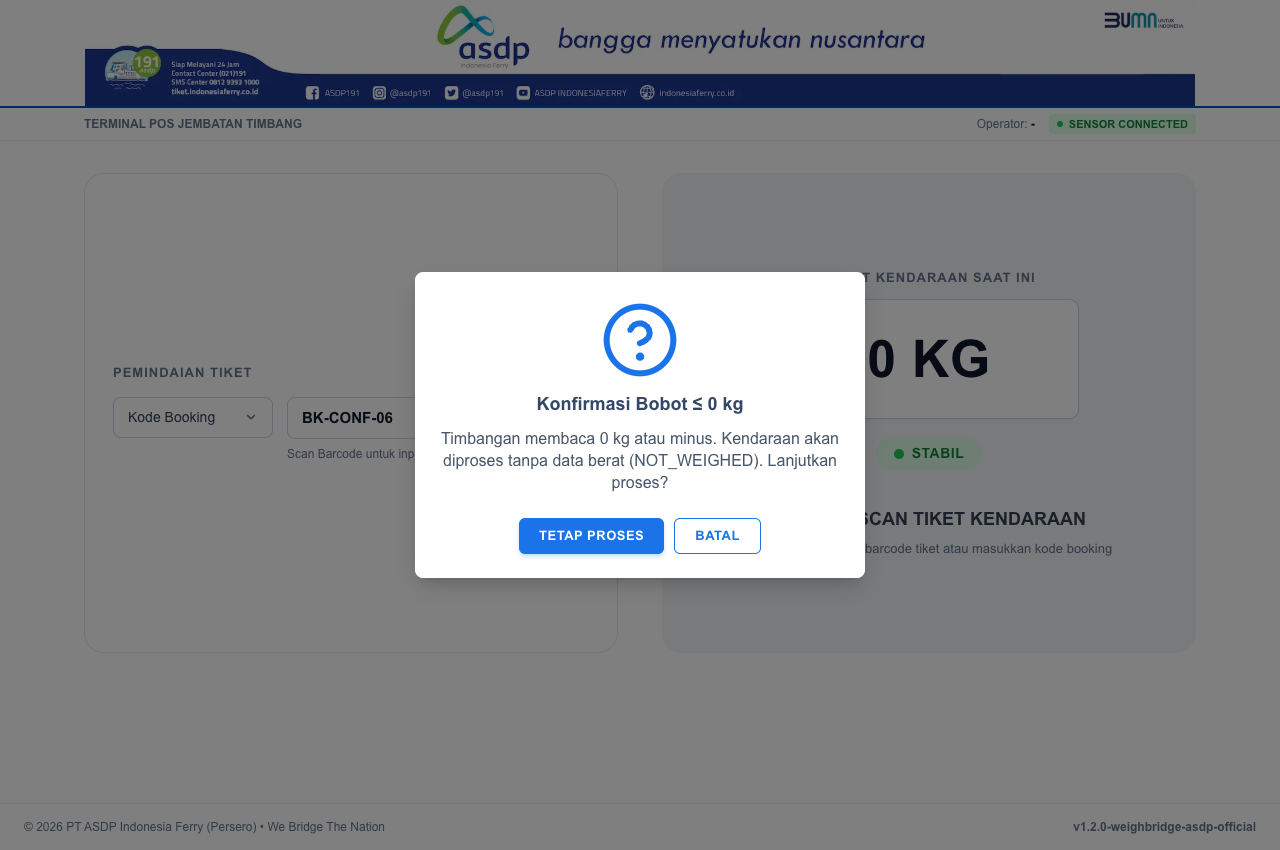 asdp
Indonesia Ferry
bangga menyatukan nusantara
BUMN UNTUK INDONESIA
191
asdp
Siap Melayani 24 Jam
Contact Center (021)191
SMS Center 0812 9393 1000
tiket.indonesiaferry.co.id
ASDP191 @asdp191 @asdp191 ASDP INDONESIAFERRY indonesiaferry.co.id
TERMINAL POS JEMBATAN TIMBANG
Operator: -
SENSOR CONNECTED
T KENDARAAN SAAT INI
0 KG
STABIL
SCAN TIKET KENDARAAN
barcode tiket atau masukkan kode booking
PEMINDAIAN TIKET
Kode Booking
BK-CONF-06
Scan Barcode untuk inp
?
Konfirmasi Bobot ≤ 0 kg
Timbangan membaca 0 kg atau minus. Kendaraan akan
diproses tanpa data berat (NOT_WEIGHED). Lanjutkan
proses?
TETAP PROSES
BATAL
© 2026 PT ASDP Indonesia Ferry (Persero) • We Bridge The Nation
v1.2.0-weighbridge-asdp-official